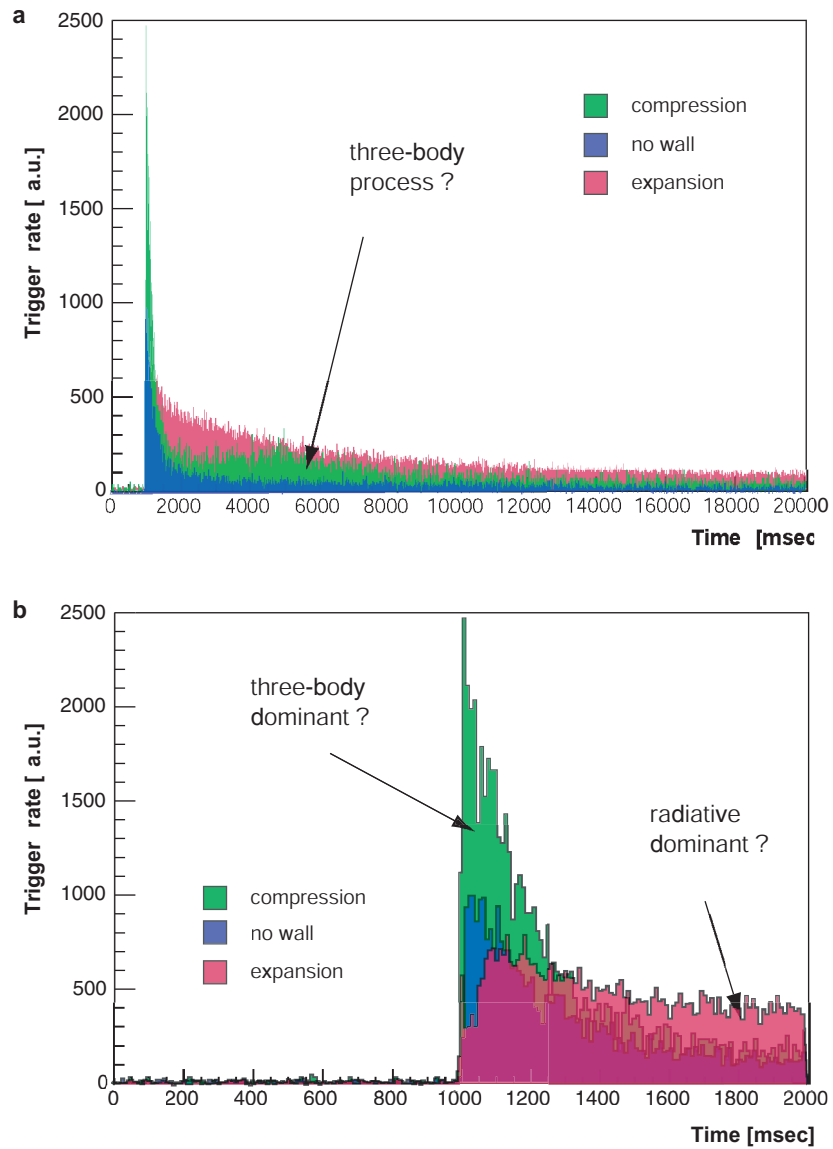 a
2500
2000
1500
1000
500
0
Trigger rate [ a.u.]
three-body
process ?
compression
no wall
expansion
0 2000 4000 6000 8000 10000 12000 14000 16000 18000 20000
Time [msec
b
2500
2000
1500
1000
500
0
Trigger rate [ a.u.]
three-body
dominant ?
radiative
dominant ?
compression
no wall
expansion
0 200 400 600 800 1000 1200 1400 1600 1800 2000
Time [msec]